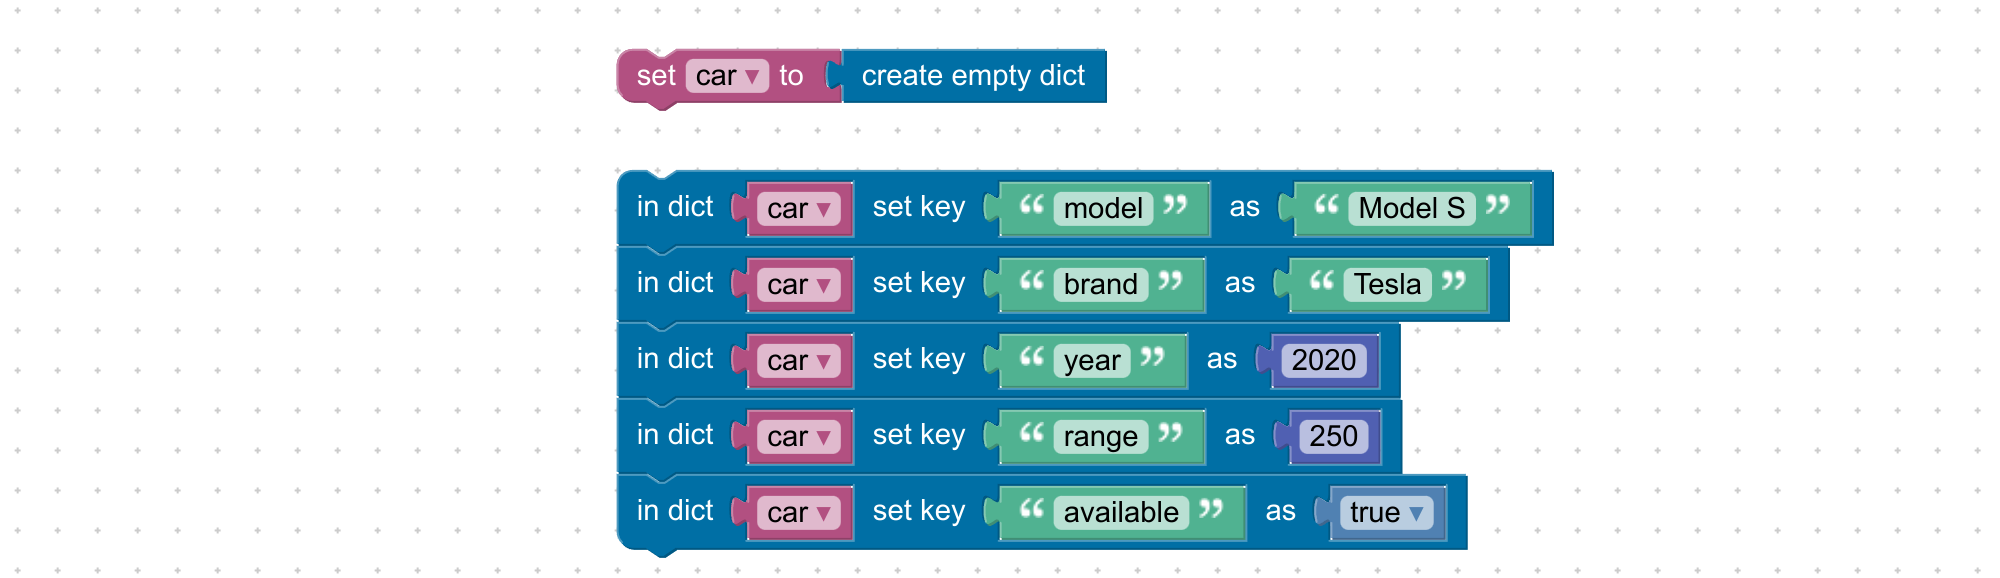 set car ▾ to create empty dict
in dict car ▾ set key “ model ” as “ Model S ”
in dict car ▾ set key “ brand ” as “ Tesla ”
in dict car ▾ set key “ year ” as 2020
in dict car ▾ set key “ range ” as 250
in dict car ▾ set key “ available ” as true ▾